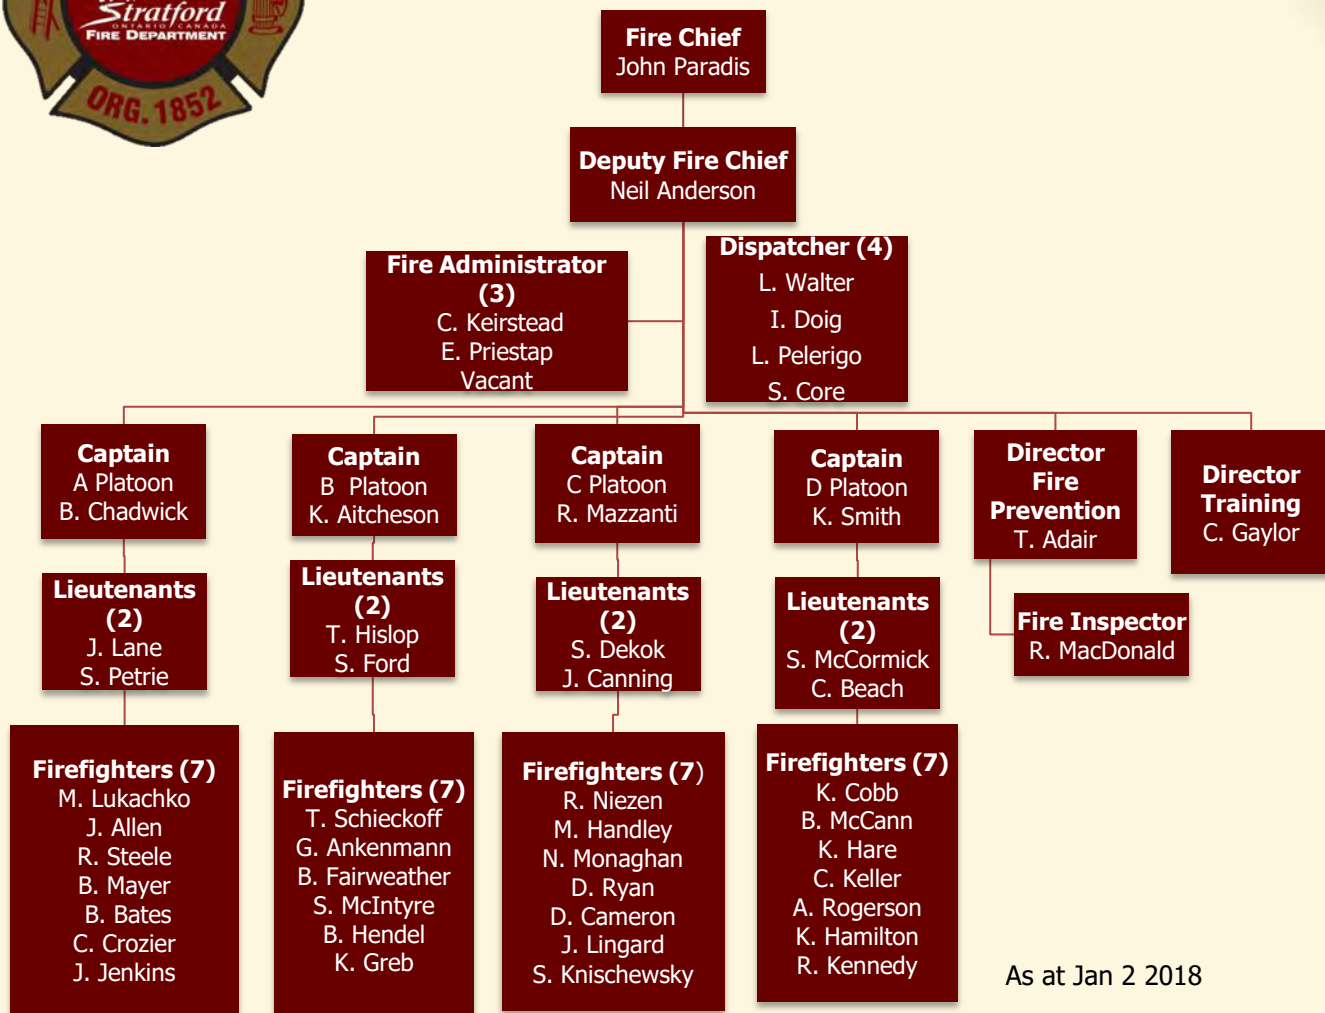 Stratford
ONTARIO CANADA
FIRE DEPARTMENT
ORG. 1852
Fire Chief
John Paradis
Deputy Fire Chief
Neil Anderson
Fire Administrator
(3)
C. Keirstead
E. Priestap
Vacant
Dispatcher (4)
L. Walter
I. Doig
L. Pelerigo
S. Core
Captain
A Platoon
B. Chadwick
Captain
B Platoon
K. Aitcheson
Captain
C Platoon
R. Mazzanti
Captain
D Platoon
K. Smith
Director
Fire
Prevention
T. Adair
Director
Training
C. Gaylor
Lieutenants
(2)
J. Lane
S. Petrie
Lieutenants
(2)
T. Hislop
S. Ford
Lieutenants
(2)
S. Dekok
J. Canning
Lieutenants
(2)
S. McCormick
C. Beach
Fire Inspector
R. MacDonald
Firefighters (7)
M. Lukachko
J. Allen
R. Steele
B. Mayer
B. Bates
C. Crozier
J. Jenkins
Firefighters (7)
T. Schieckoff
G. Ankenmann
B. Fairweather
S. McIntyre
B. Hendel
K. Greb
Firefighters (7)
R. Niezen
M. Handley
N. Monaghan
D. Ryan
D. Cameron
J. Lingard
S. Knischewsky
Firefighters (7)
K. Cobb
B. McCann
K. Hare
C. Keller
A. Rogerson
K. Hamilton
R. Kennedy
As at Jan 2 2018